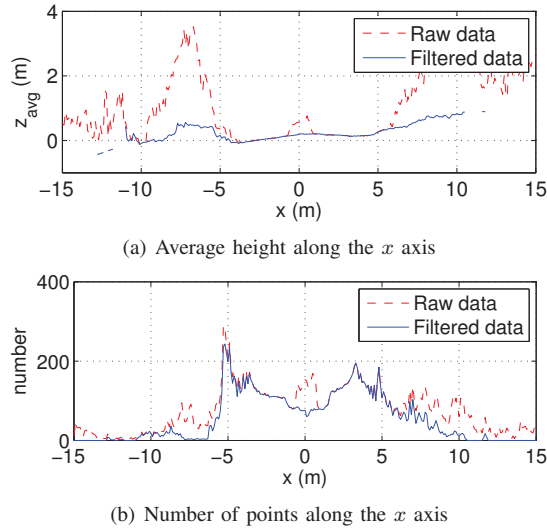 4
2
0
z_avg (m)
Raw data
Filtered data
−15 −10 −5 0 5 10 15
x (m)
(a) Average height along the x axis
400
200
0
number
Raw data
Filtered data
−15 −10 −5 0 5 10 15
x (m)
(b) Number of points along the x axis